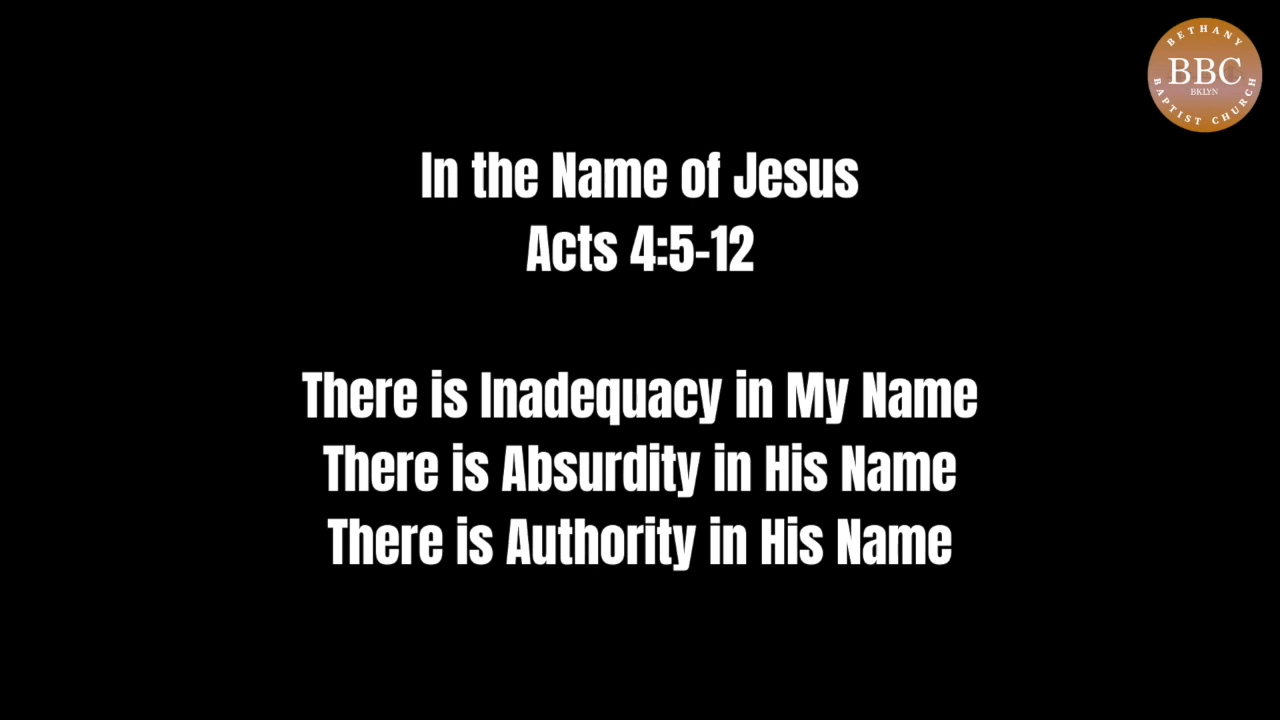 BETHANY
BBC
BKLYN
BAPTIST CHURCH
In the Name of Jesus
Acts 4:5-12
There is Inadequacy in My Name
There is Absurdity in His Name
There is Authority in His Name